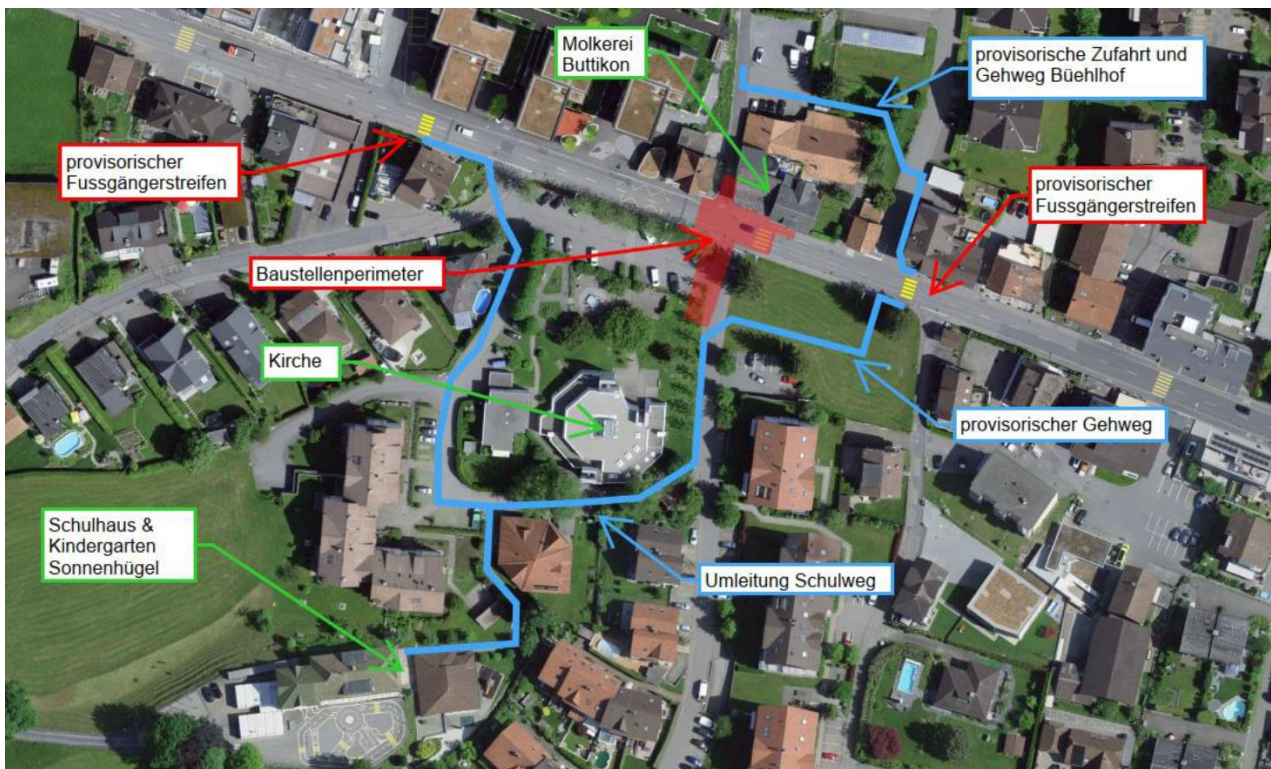 Molkerei
Buttikon
provisorische Zufahrt und
Gehweg Büehlhof
provisorischer
Fussgängerstreifen
provisorischer
Fussgängerstreifen
Baustellenperimeter
Kirche
provisorischer Gehweg
Schulhaus &
Kindergarten
Sonnenhügel
Umleitung Schulweg